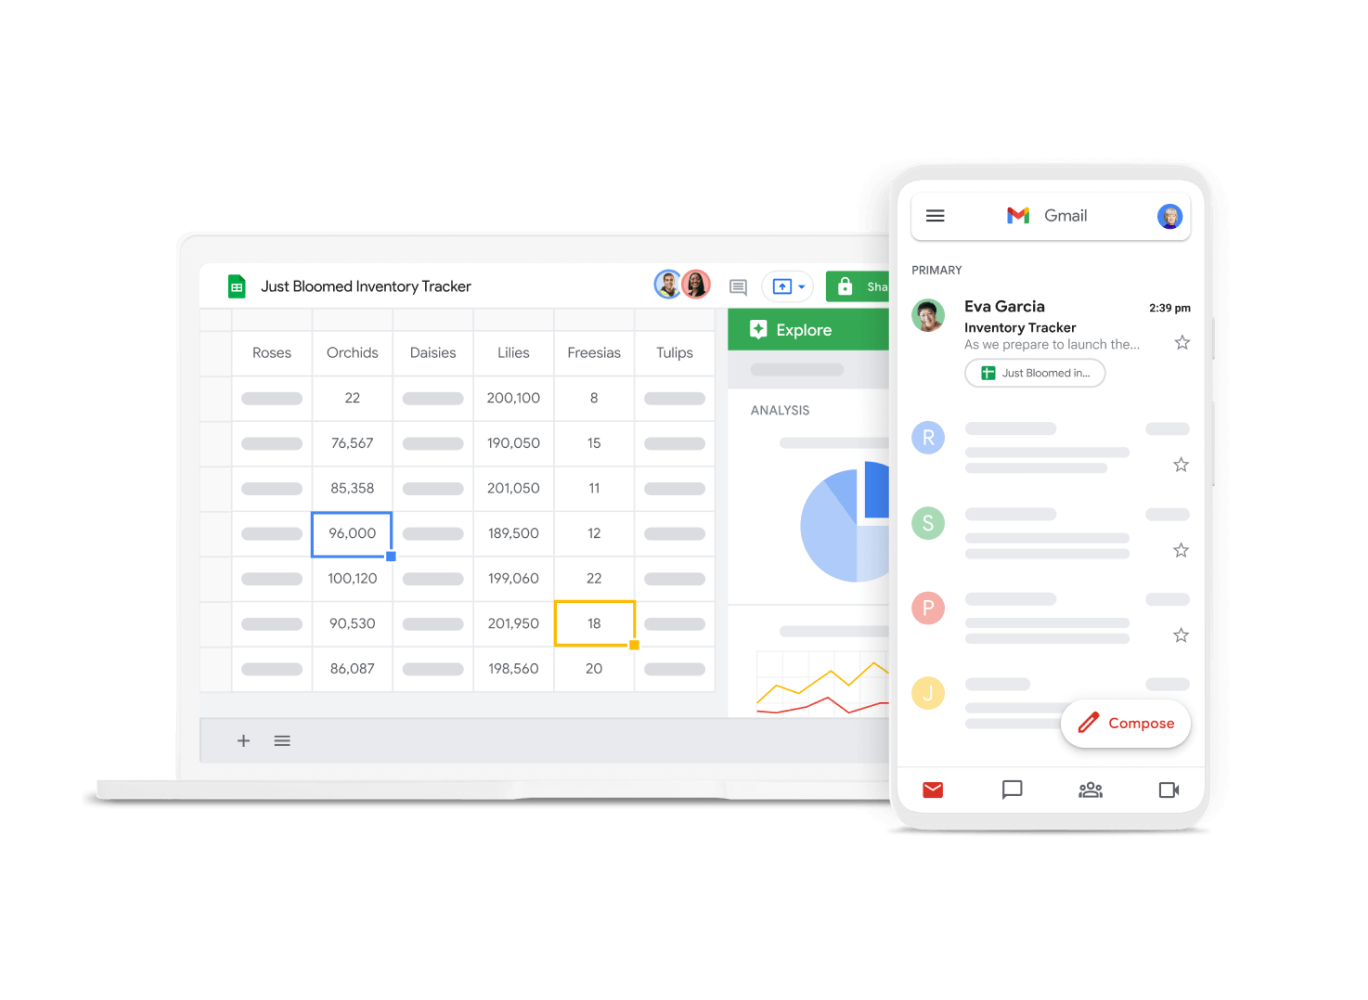 Just Bloomed Inventory Tracker
Sha
Roses Orchids Daisies Lilies Freesias Tulips
22 200,100 8
76,567 190,050 15
85,358 201,050 11
96,000 189,500 12
100,120 199,060 22
90,530 201,950 18
86,087 198,560 20
Explore
ANALYSIS
Gmail
PRIMARY
Eva Garcia 2:39 pm
Inventory Tracker
As we prepare to launch the...
Just Bloomed in...
R
S
P
J
Compose